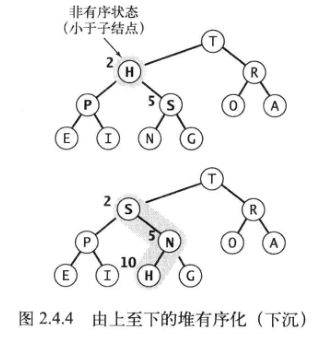 非有序状态
(小于子结点)
T
2 H R
P 5 S O A
E I N G
T
2 S R
P 5 N O A
E I 10 H G
图 2.4.4 由上至下的堆有序化（下沉）